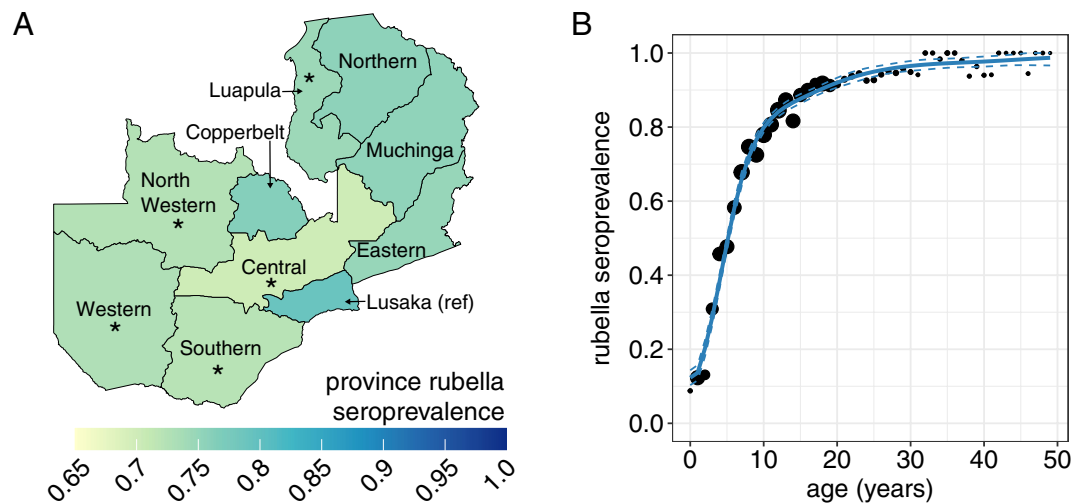 A
Northern
*
Luapula
Copperbelt
Muchinga
North
Western
*
Eastern
Central
*
Western
*
Lusaka (ref)
Southern
*
province rubella
seroprevalence
0.65
0.7
0.75
0.8
0.85
0.9
0.95
1.0
B
rubella seroprevalence
1.0
0.8
0.6
0.4
0.2
0.0
0
10
20
30
40
50
age (years)